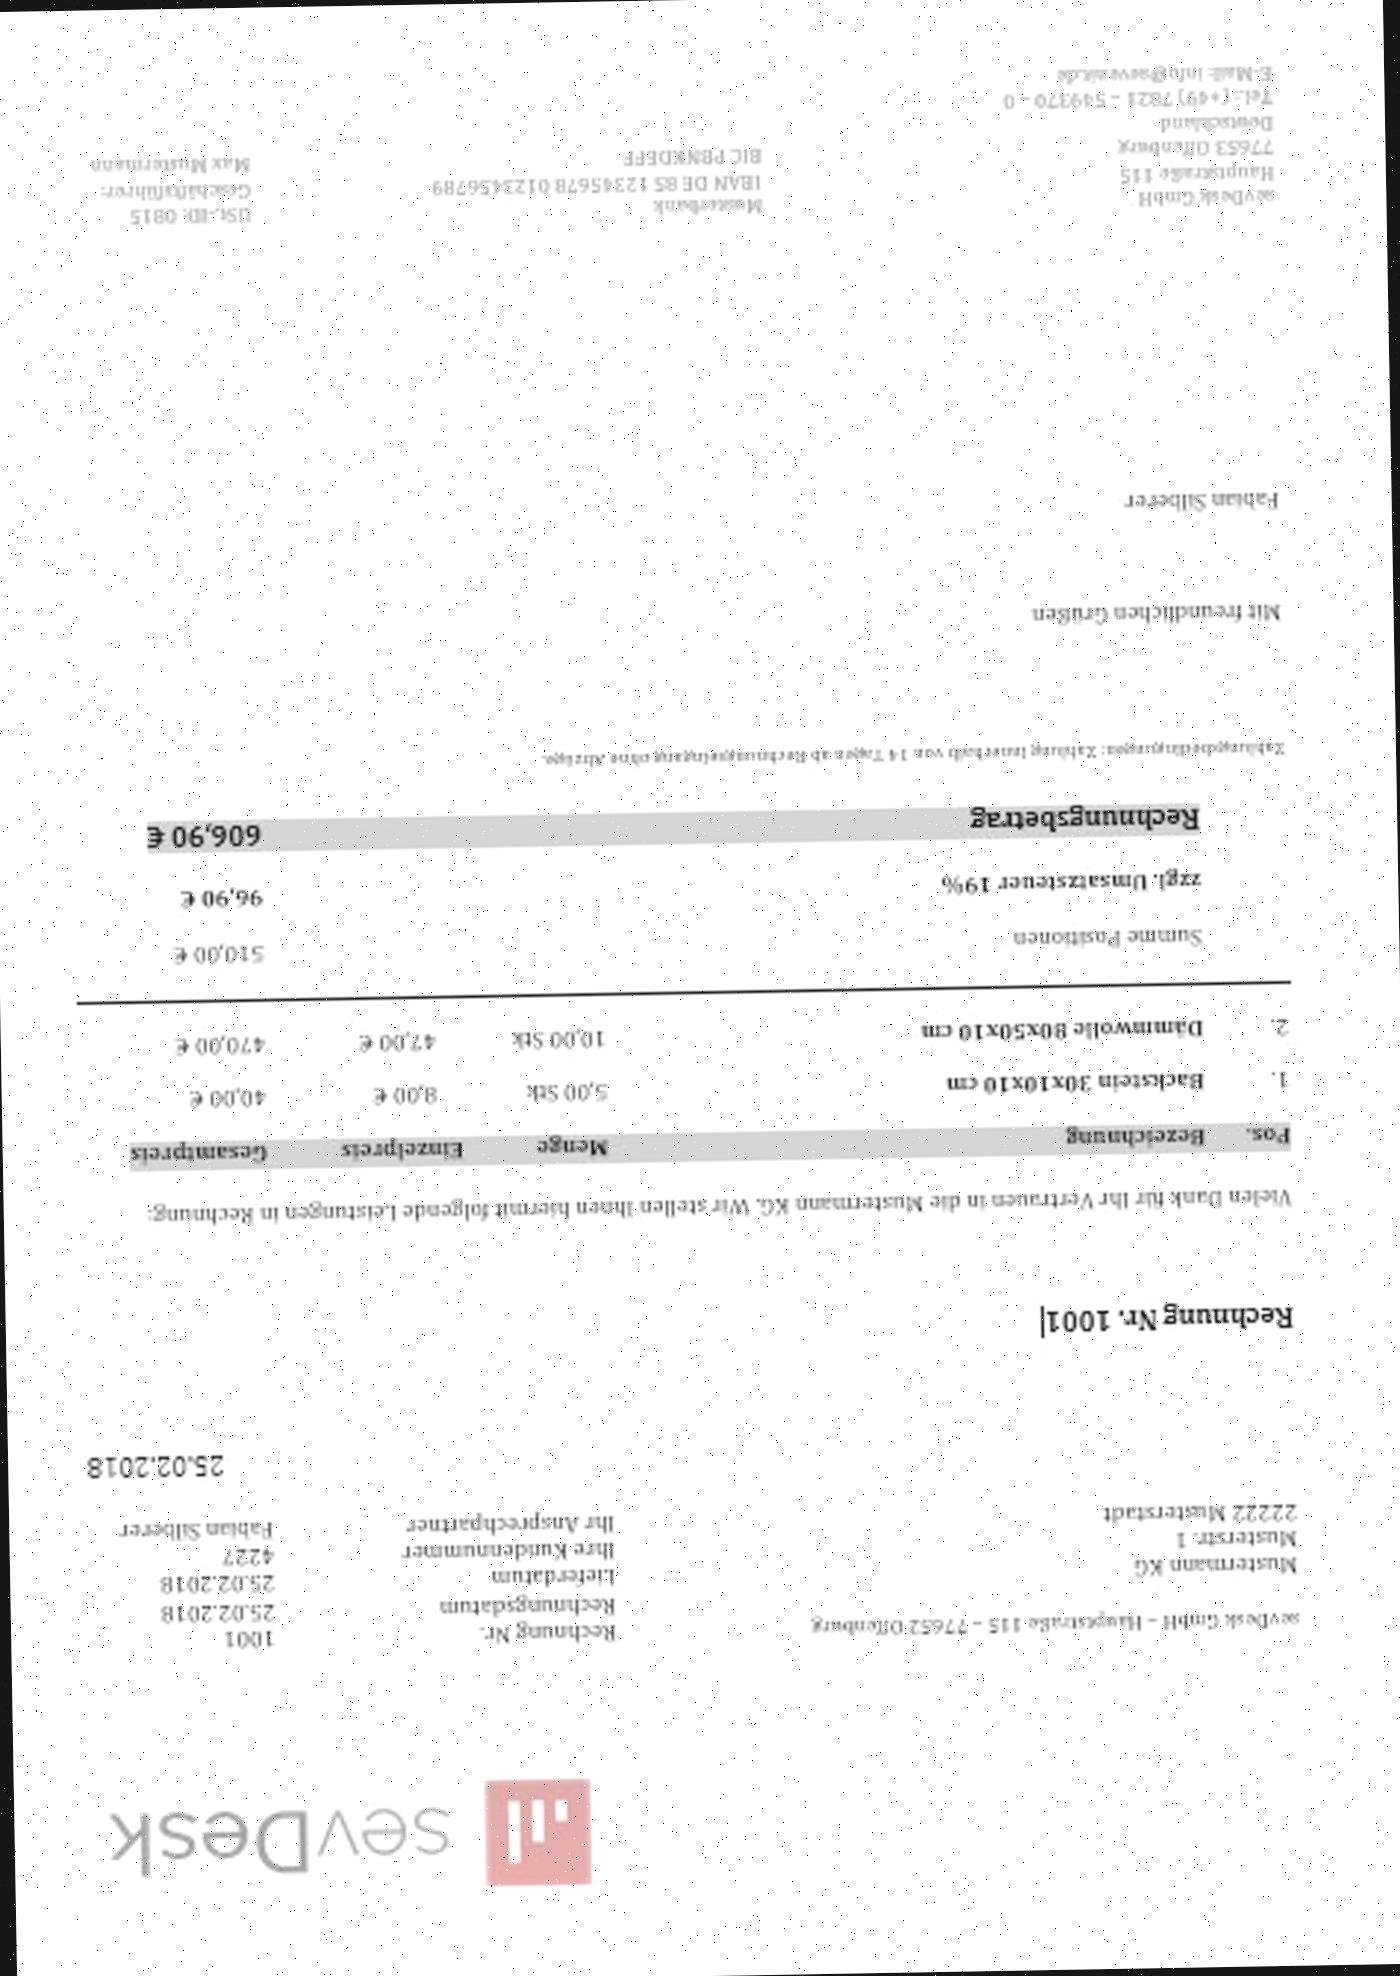 sevDesk
sevDesk GmbH – Hauptstraße 115 – 77652 Offenburg
Mustermann KG
Musterstr. 1
22222 Musterstadt
Rechnung Nr. 1001
Rechnungsdatum 25.02.2018
Lieferdatum 25.02.2018
Ihre Kundennummer 4227
Ihr Ansprechpartner Fabian Silberer
25.02.2018
Rechnung Nr. 1001
Vielen Dank für Ihr Vertrauen in die Mustermann KG. Wir stellen Ihnen hiermit folgende Leistungen in Rechnung:
Pos. Bezeichnung Menge Einzelpreis Gesamtpreis
1. Backstein 30x10x10 cm 5,00 Stk 8,00 € 40,00 €
2. Dämmwolle 80x50x10 cm 10,00 Stk 47,00 € 470,00 €
Summe Positionen 510,00 €
zzgl. Umsatzsteuer 19% 96,90 €
Rechnungsbetrag 606,90 €
Zahlungsbedingungen: Zahlung innerhalb von 14 Tagen ab Rechnungseingang ohne Abzüge.
Mit freundlichen Grüßen
Fabian Silberer
sevDesk GmbH
Hauptstraße 115
77653 Offenburg
Deutschland
Tel.: (+49) 7821 – 549370 – 0
E-Mail: info@sevenit.de
Musterbank
IBAN DE 85 12345678 0123456789
BIC PBNKDEFF
USt.-ID: 0815
Geschäftsführer:
Max Mustermann